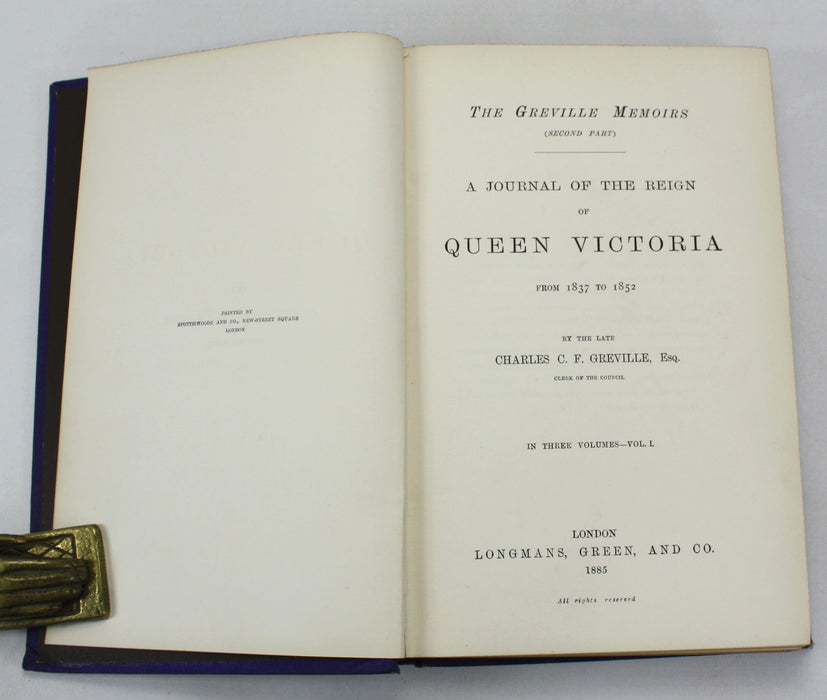 PRINTED BY
SPOTTISWOODE AND CO., NEW-STREET SQUARE
LONDON
THE GREVILLE MEMOIRS
(SECOND PART)
A JOURNAL OF THE REIGN
OF
QUEEN VICTORIA
FROM 1837 TO 1852
BY THE LATE
CHARLES C. F. GREVILLE, ESQ.
CLERK OF THE COUNCIL
IN THREE VOLUMES—VOL. I.
LONDON
LONGMANS, GREEN, AND CO.
1885
All rights reserved